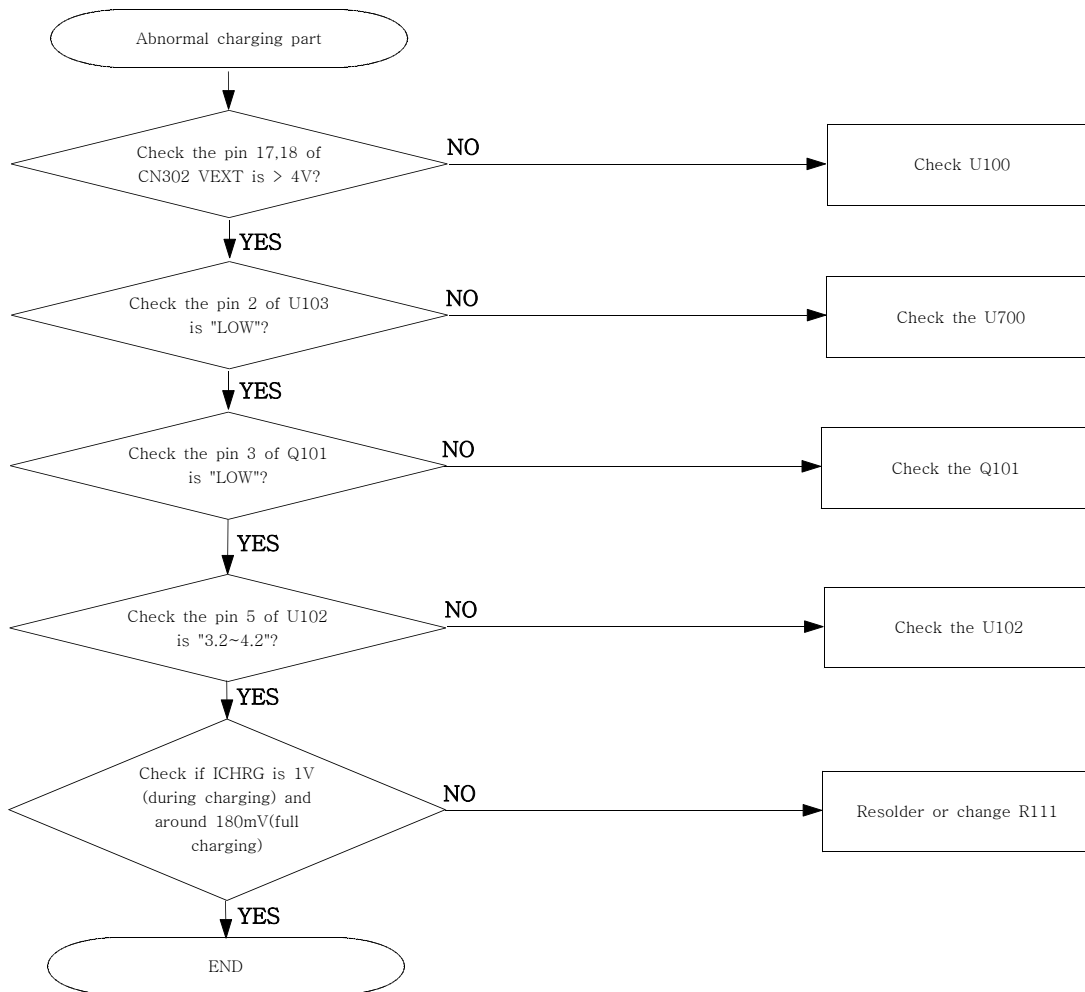 Abnormal charging part
Check the pin 17,18 of
CN302 VEXT is > 4V?
NO
Check U100
YES
Check the pin 2 of U103
is "LOW"?
NO
Check the U700
YES
Check the pin 3 of Q101
is "LOW"?
NO
Check the Q101
YES
Check the pin 5 of U102
is "3.2~4.2"?
NO
Check the U102
YES
Check if ICHRG is 1V
(during charging) and
around 180mV(full
charging)
NO
Resolder or change R111
YES
END